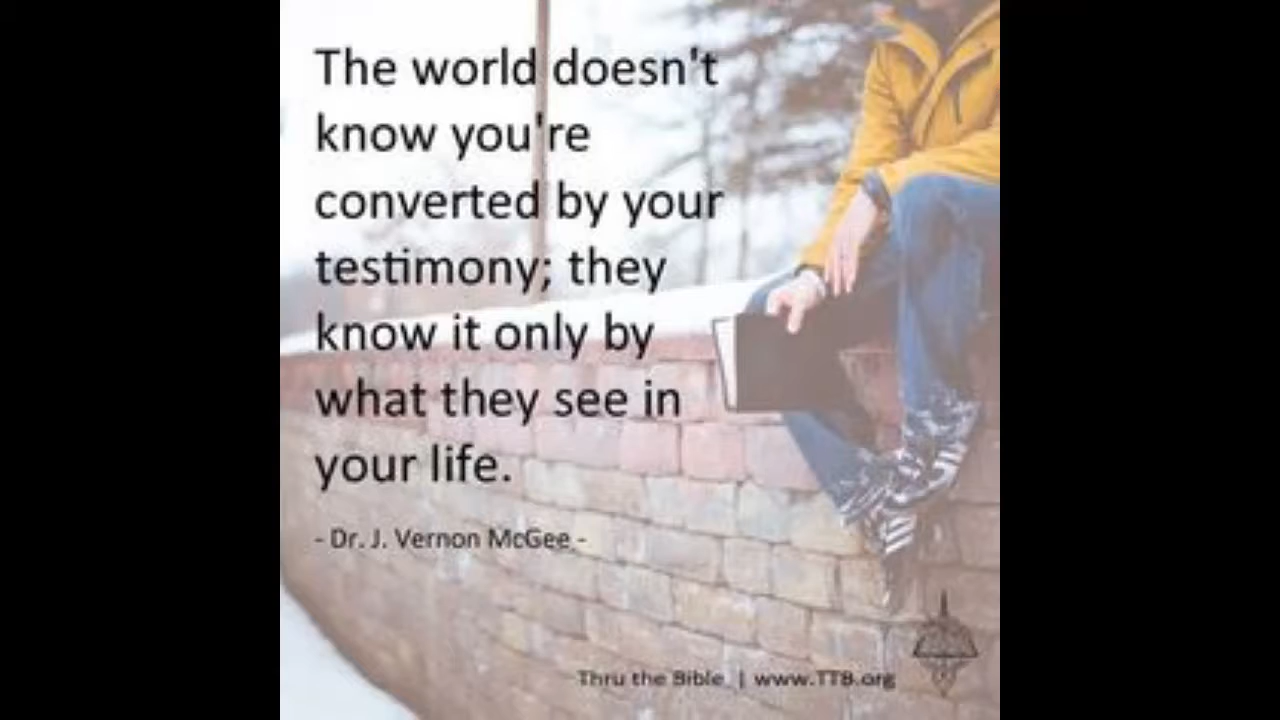 The world doesn't
know you're
converted by your
testimony; they
know it only by
what they see in
your life.
- Dr. J. Vernon McGee -
Thru the Bible | www.TTB.org